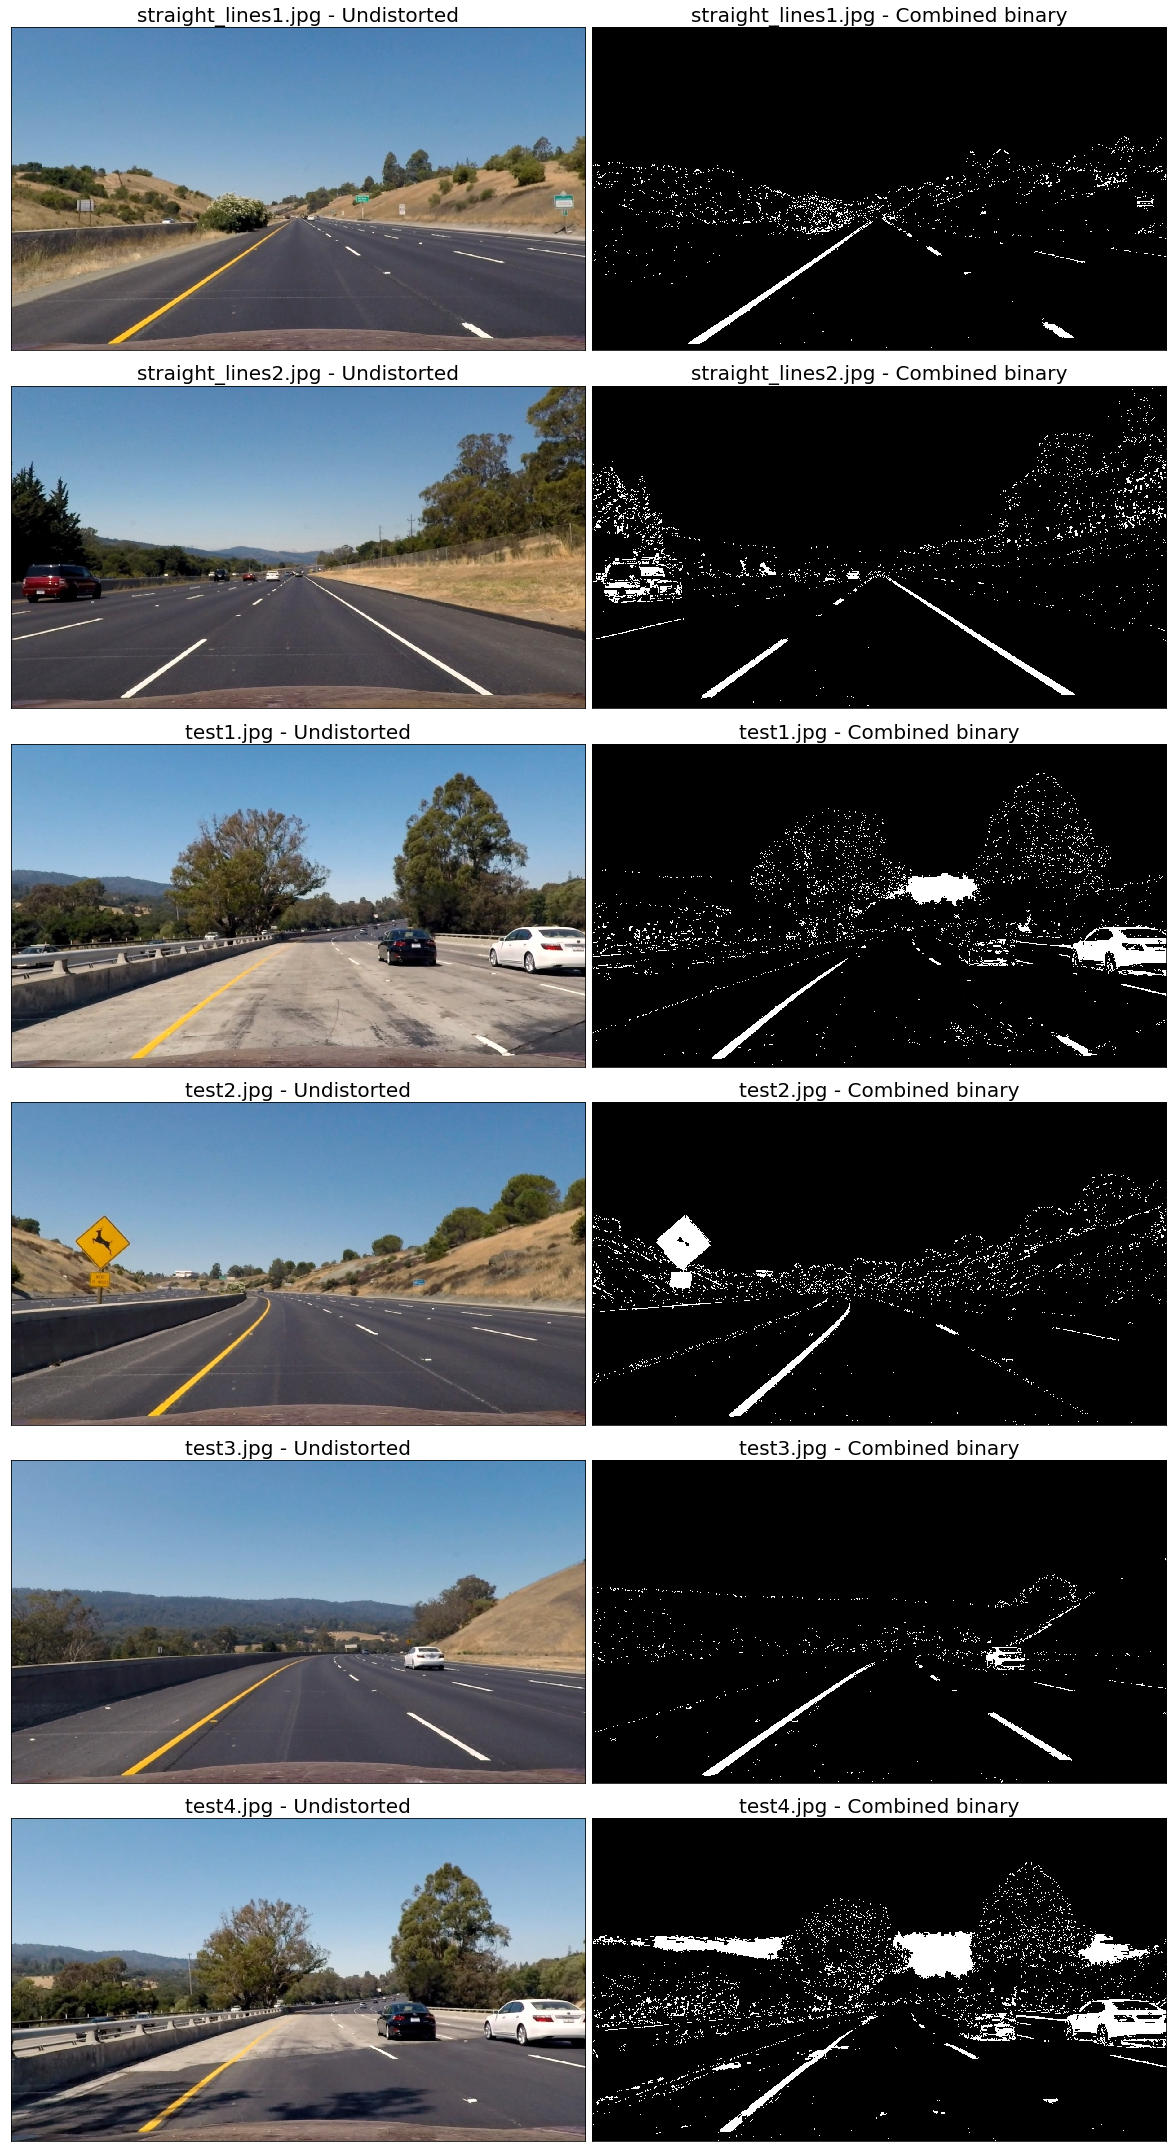 straight_lines1.jpg - Undistorted
straight_lines1.jpg - Combined binary
straight_lines2.jpg - Undistorted
straight_lines2.jpg - Combined binary
test1.jpg - Undistorted
test1.jpg - Combined binary
test2.jpg - Undistorted
test2.jpg - Combined binary
test3.jpg - Undistorted
test3.jpg - Combined binary
test4.jpg - Undistorted
test4.jpg - Combined binary